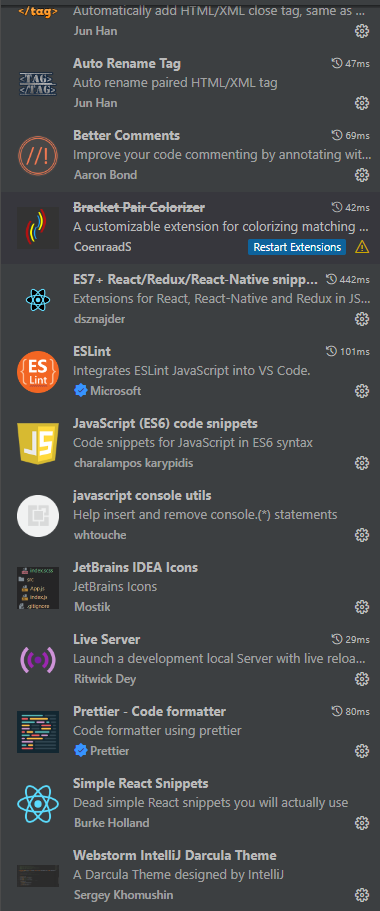 </tag>
Automatically add HTML/XML close tag, same as ...
Jun Han
<TAG>
</TAG>
Auto Rename Tag 47ms
Auto rename paired HTML/XML tag
Jun Han
//!
Better Comments 69ms
Improve your code commenting by annotating wit...
Aaron Bond
Bracket Pair Colorizer 42ms
A customizable extension for colorizing matching ...
CoenraadS Restart Extensions
ES7+ React/Redux/React-Native snipp... 442ms
Extensions for React, React-Native and Redux in JS...
dsznajder
{ES}
Lint
ESLint 101ms
Integrates ESLint JavaScript into VS Code.
Microsoft
JS
JavaScript (ES6) code snippets
Code snippets for JavaScript in ES6 syntax
charalampos karypidis
javascript console utils
Help insert and remove console.(*) statements
whtouche
index.css
src
App.js
index.js
.gitignore
JetBrains IDEA Icons
JetBrains Icons
Mostik
Live Server 29ms
Launch a development local Server with live reloa...
Ritwick Dey
Prettier - Code formatter 80ms
Code formatter using prettier
Prettier
Simple React Snippets
Dead simple React snippets you will actually use
Burke Holland
Webstorm IntelliJ Darcula Theme
A Darcula Theme designed by IntelliJ
Sergey Khomushin